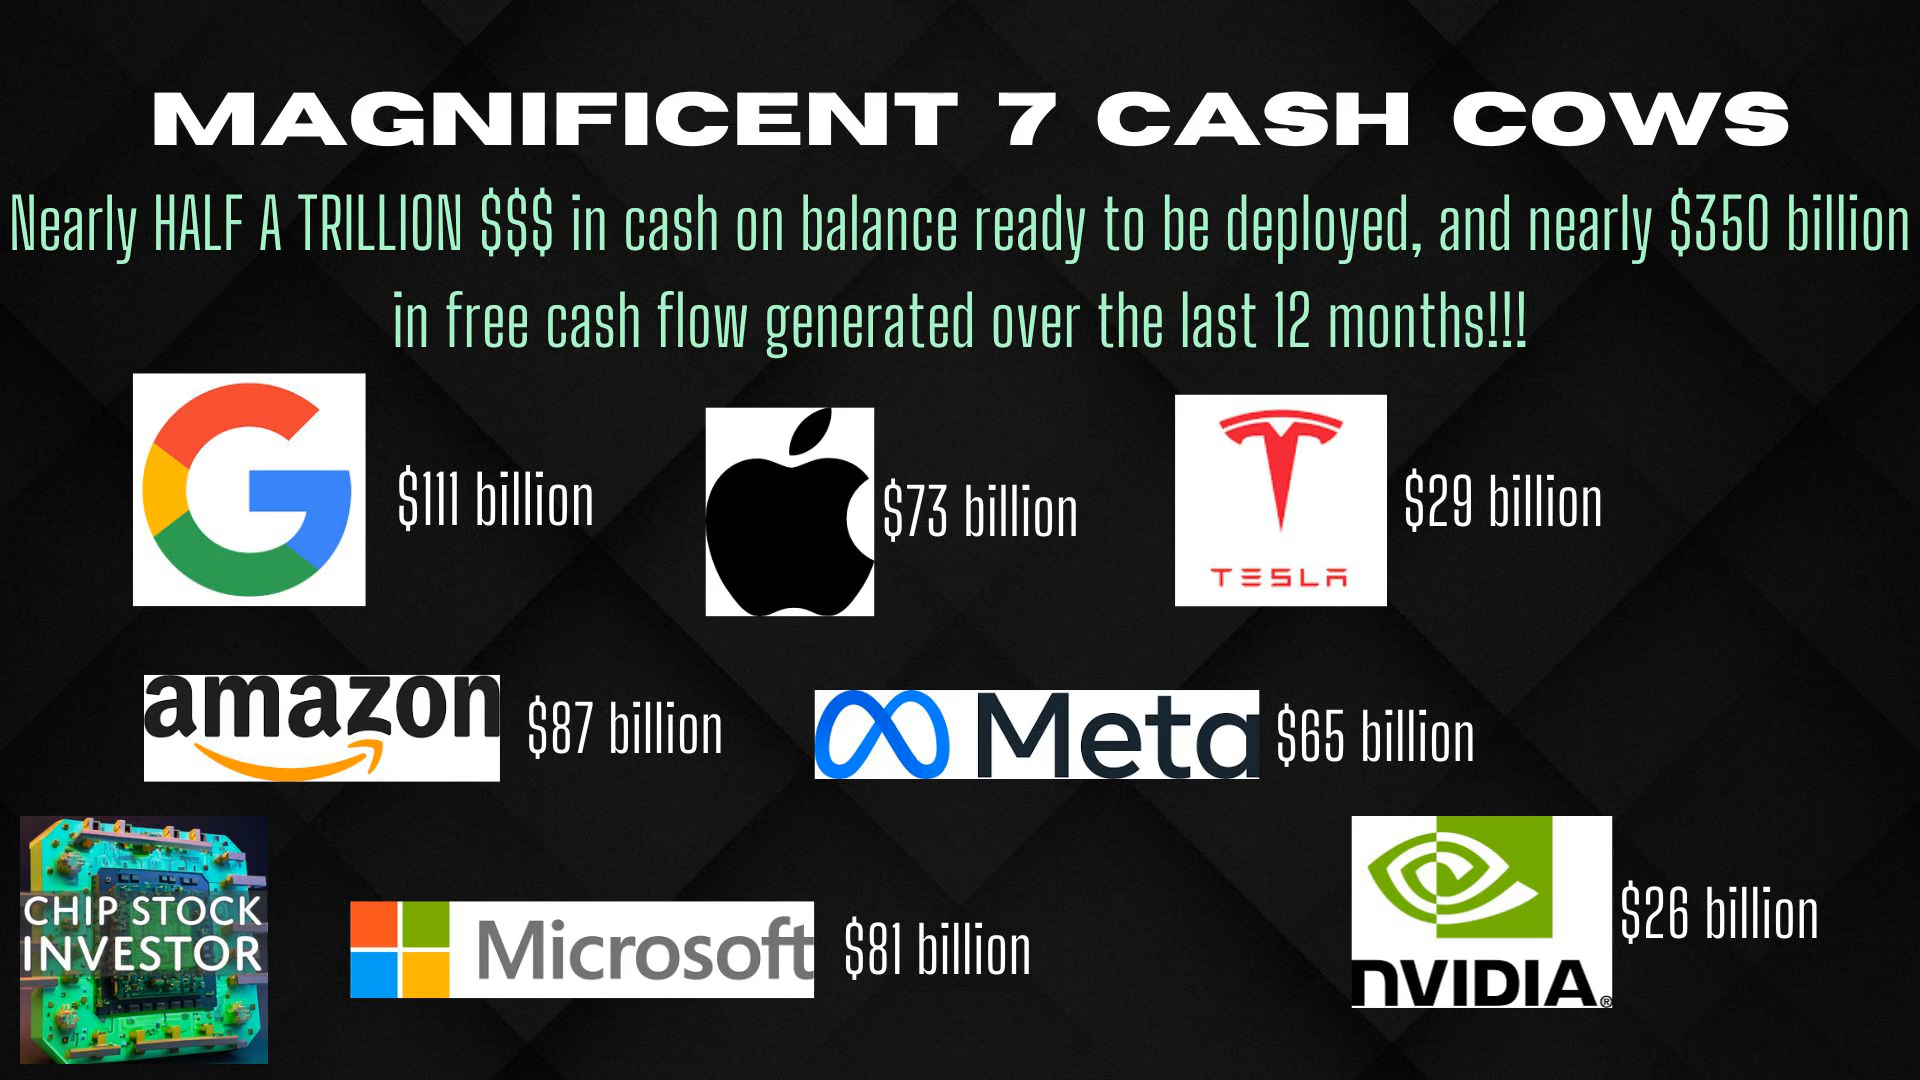 MAGNIFICENT 7 CASH COWS
Nearly HALF A TRILLION $$$ in cash on balance ready to be deployed, and nearly $350 billion
in free cash flow generated over the last 12 months!!!
$111 billion
$73 billion
TESLA
$29 billion
amazon
$87 billion
Meta
$65 billion
CHIP STOCK
INVESTOR
Microsoft
$81 billion
NVIDIA®
$26 billion